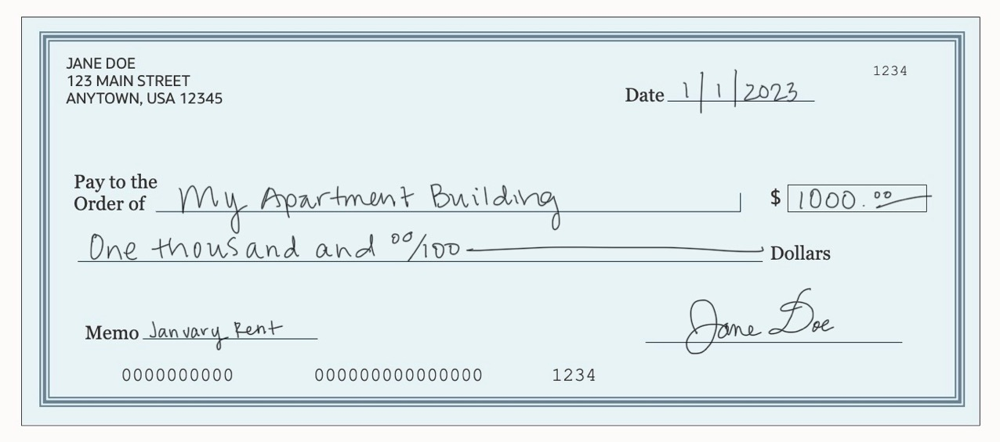 JANE DOE
123 MAIN STREET
ANYTOWN, USA 12345
1234
Date 1/1/2023
Pay to the
Order of My Apartment Building $ 1000.00
One thousand and 00/100 Dollars
Memo January Rent Jane Doe
0000000000 000000000000000 1234